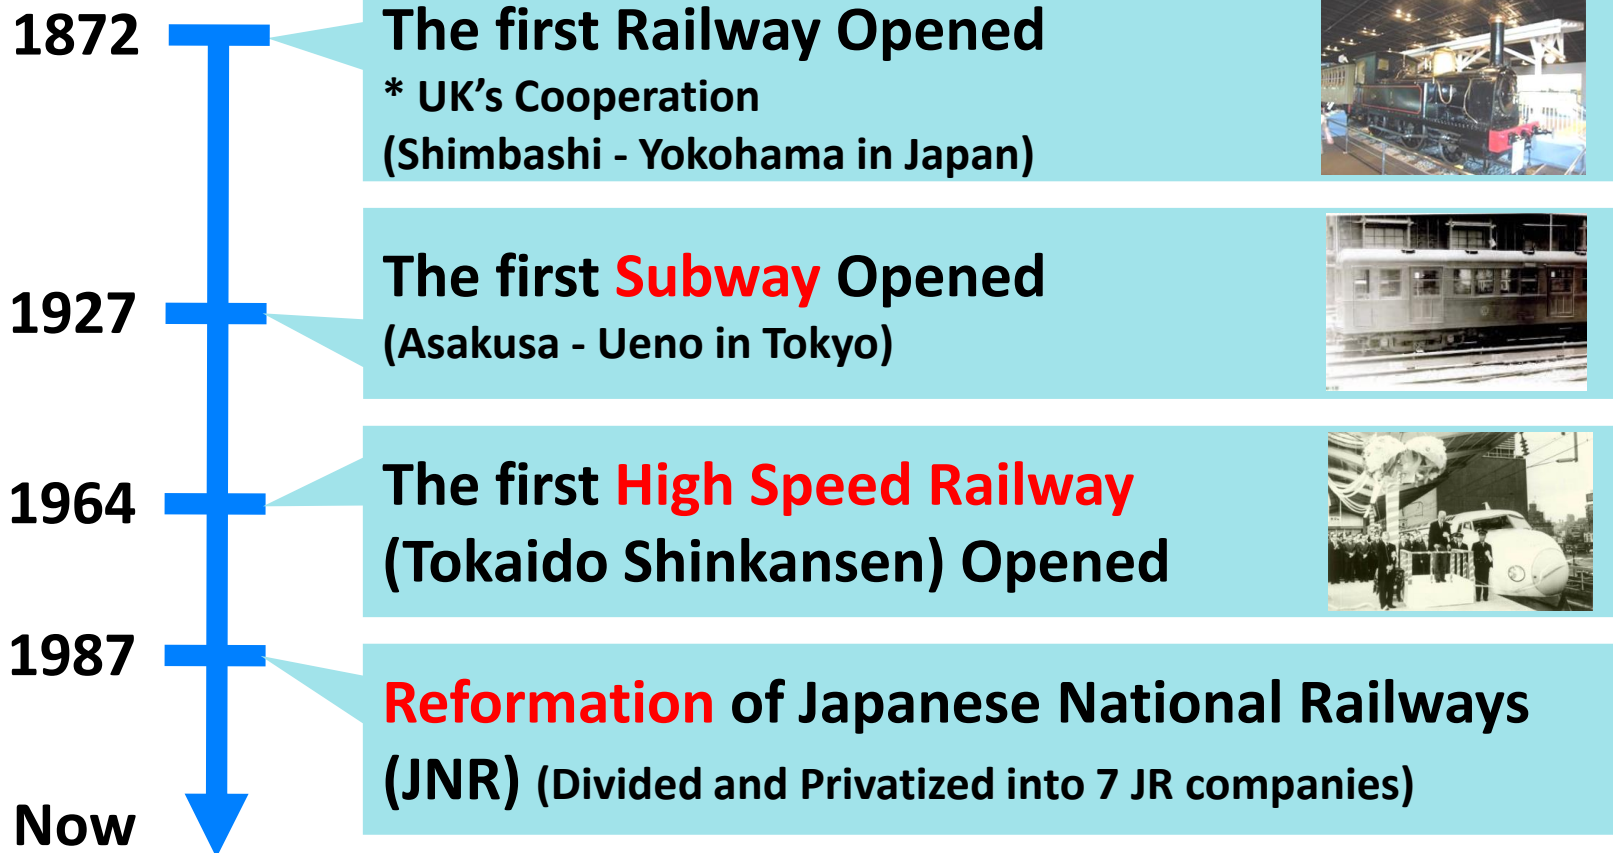 1872
The first Railway Opened
* UK’s Cooperation
(Shimbashi - Yokohama in Japan)
1927
The first Subway Opened
(Asakusa - Ueno in Tokyo)
1964
The first High Speed Railway
(Tokaido Shinkansen) Opened
1987
Reformation of Japanese National Railways
(JNR) (Divided and Privatized into 7 JR companies)
Now